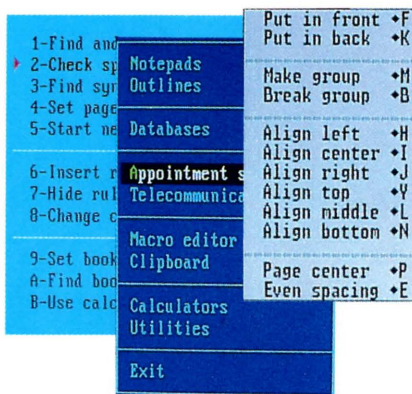 1-Find and
2-Check sp
3-Find syn
4-Set page
5-Start ne
6-Insert r
7-Hide rul
8-Change c
9-Set book
A-Find boo
B-Use calc
Notepads
Outlines
Databases
Appointment s
Telecommunica
Macro editor
Clipboard
Calculators
Utilities
Exit
Put in front ◆F
Put in back ◆K
Make group ◆M
Break group ◆B
Align left ◆H
Align center ◆I
Align right ◆J
Align top ◆Y
Align middle ◆L
Align bottom ◆N
Page center ◆P
Even spacing ◆E